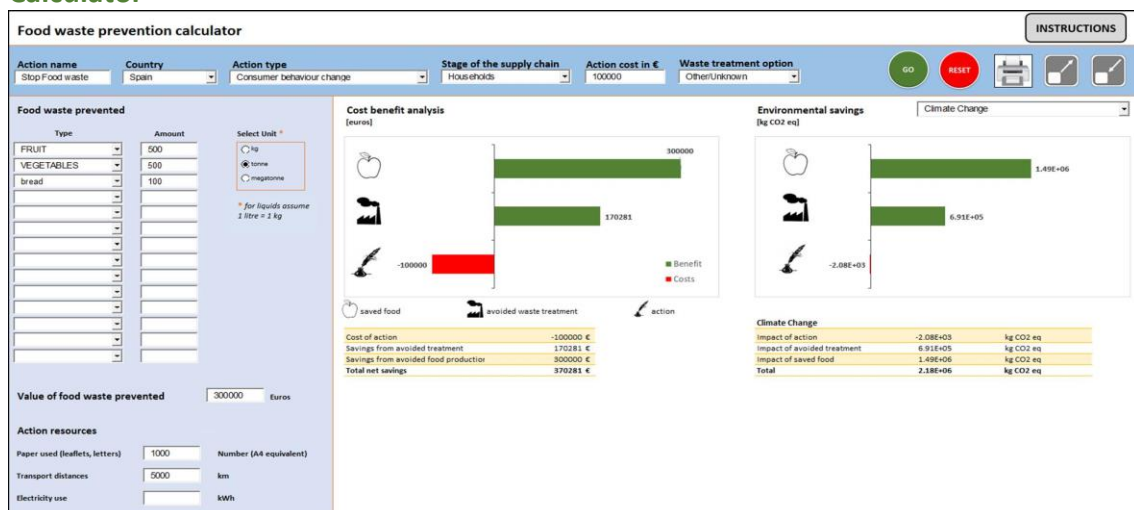 Food waste prevention calculator
INSTRUCTIONS
Action name Country Action type Stage of the supply chain Action cost in € Waste treatment option
Stop Food waste Spain Consumer behaviour change Households 100000 Other/Unknown
GO RESET
Food waste prevented
Type Amount Select Unit *
FRUIT 500 kg
VEGETABLES 500 tonne
bread 100 megatonne
* for liquids assume
1 litre = 1 kg
Value of food waste prevented 300000 Euros
Action resources
Paper used (leaflets, letters) 1000 Number (A4 equivalent)
Transport distances 5000 km
Electricity use kWh
Cost benefit analysis
[euros]
300000
170281
-100000
Benefit
Costs
saved food avoided waste treatment action
Cost of action -100000 €
Savings from avoided treatment 170281 €
Savings from avoided food production 300000 €
Total net savings 370281 €
Environmental savings Climate Change
[kg CO2 eq]
1.49E+06
6.91E+05
-2.08E+03
Climate Change
Impact of action -2.08E+03 kg CO2 eq
Impact of avoided treatment 6.91E+05 kg CO2 eq
Impact of saved food 1.49E+06 kg CO2 eq
Total 2.18E+06 kg CO2 eq